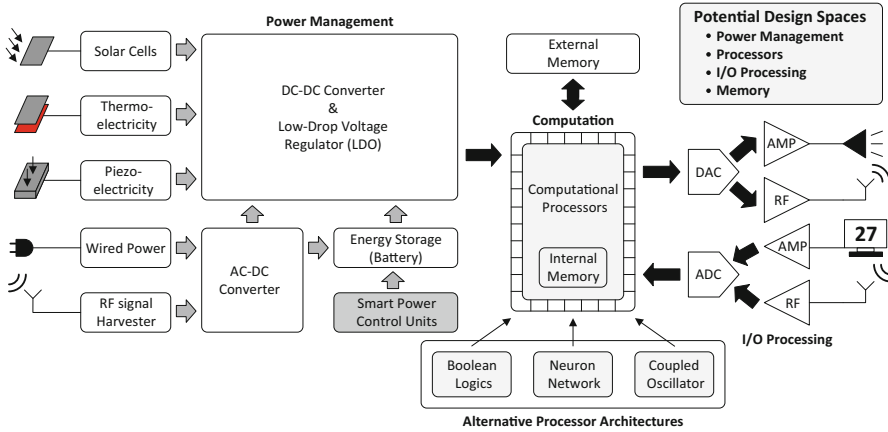 Power Management
Solar Cells
Thermo-
electricity
Piezo-
electricity
Wired Power
RF signal
Harvester
DC-DC Converter
&
Low-Drop Voltage
Regulator (LDO)
AC-DC
Converter
Energy Storage
(Battery)
Smart Power
Control Units
External
Memory
Computation
Computational
Processors
Internal
Memory
Boolean
Logics
Neuron
Network
Coupled
Oscillator
Alternative Processor Architectures
Potential Design Spaces
• Power Management
• Processors
• I/O Processing
• Memory
DAC
AMP
RF
ADC
AMP
27
RF
I/O Processing